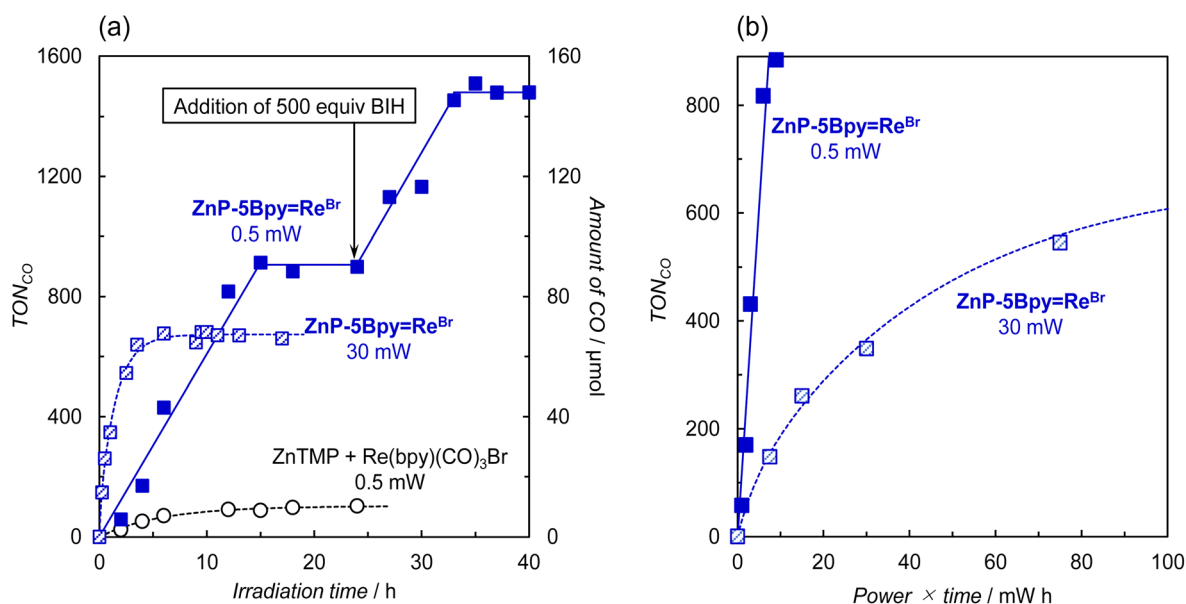 (a)
1600
1200
800
400
0
TON_CO
160
120
80
40
0
Amount of CO / μmol
Addition of 500 equiv BIH
ZnP-5Bpy=Re^Br
0.5 mW
ZnP-5Bpy=Re^Br
30 mW
ZnTMP + Re(bpy)(CO)₃Br
0.5 mW
0 10 20 30 40
Irradiation time / h
(b)
800
600
400
200
0
TON_CO
ZnP-5Bpy=Re^Br
0.5 mW
ZnP-5Bpy=Re^Br
30 mW
0 20 40 60 80 100
Power × time / mW h